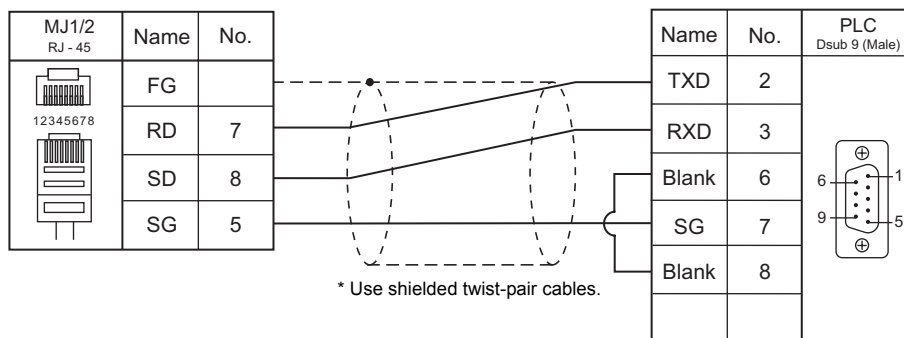 MJ1/2 Name No.
RJ - 45
12345678
FG
RD 7
SD 8
SG 5
* Use shielded twist-pair cables.
Name No. PLC
Dsub 9 (Male)
TXD 2
RXD 3
Blank 6
SG 7
Blank 8
6 1
9 5